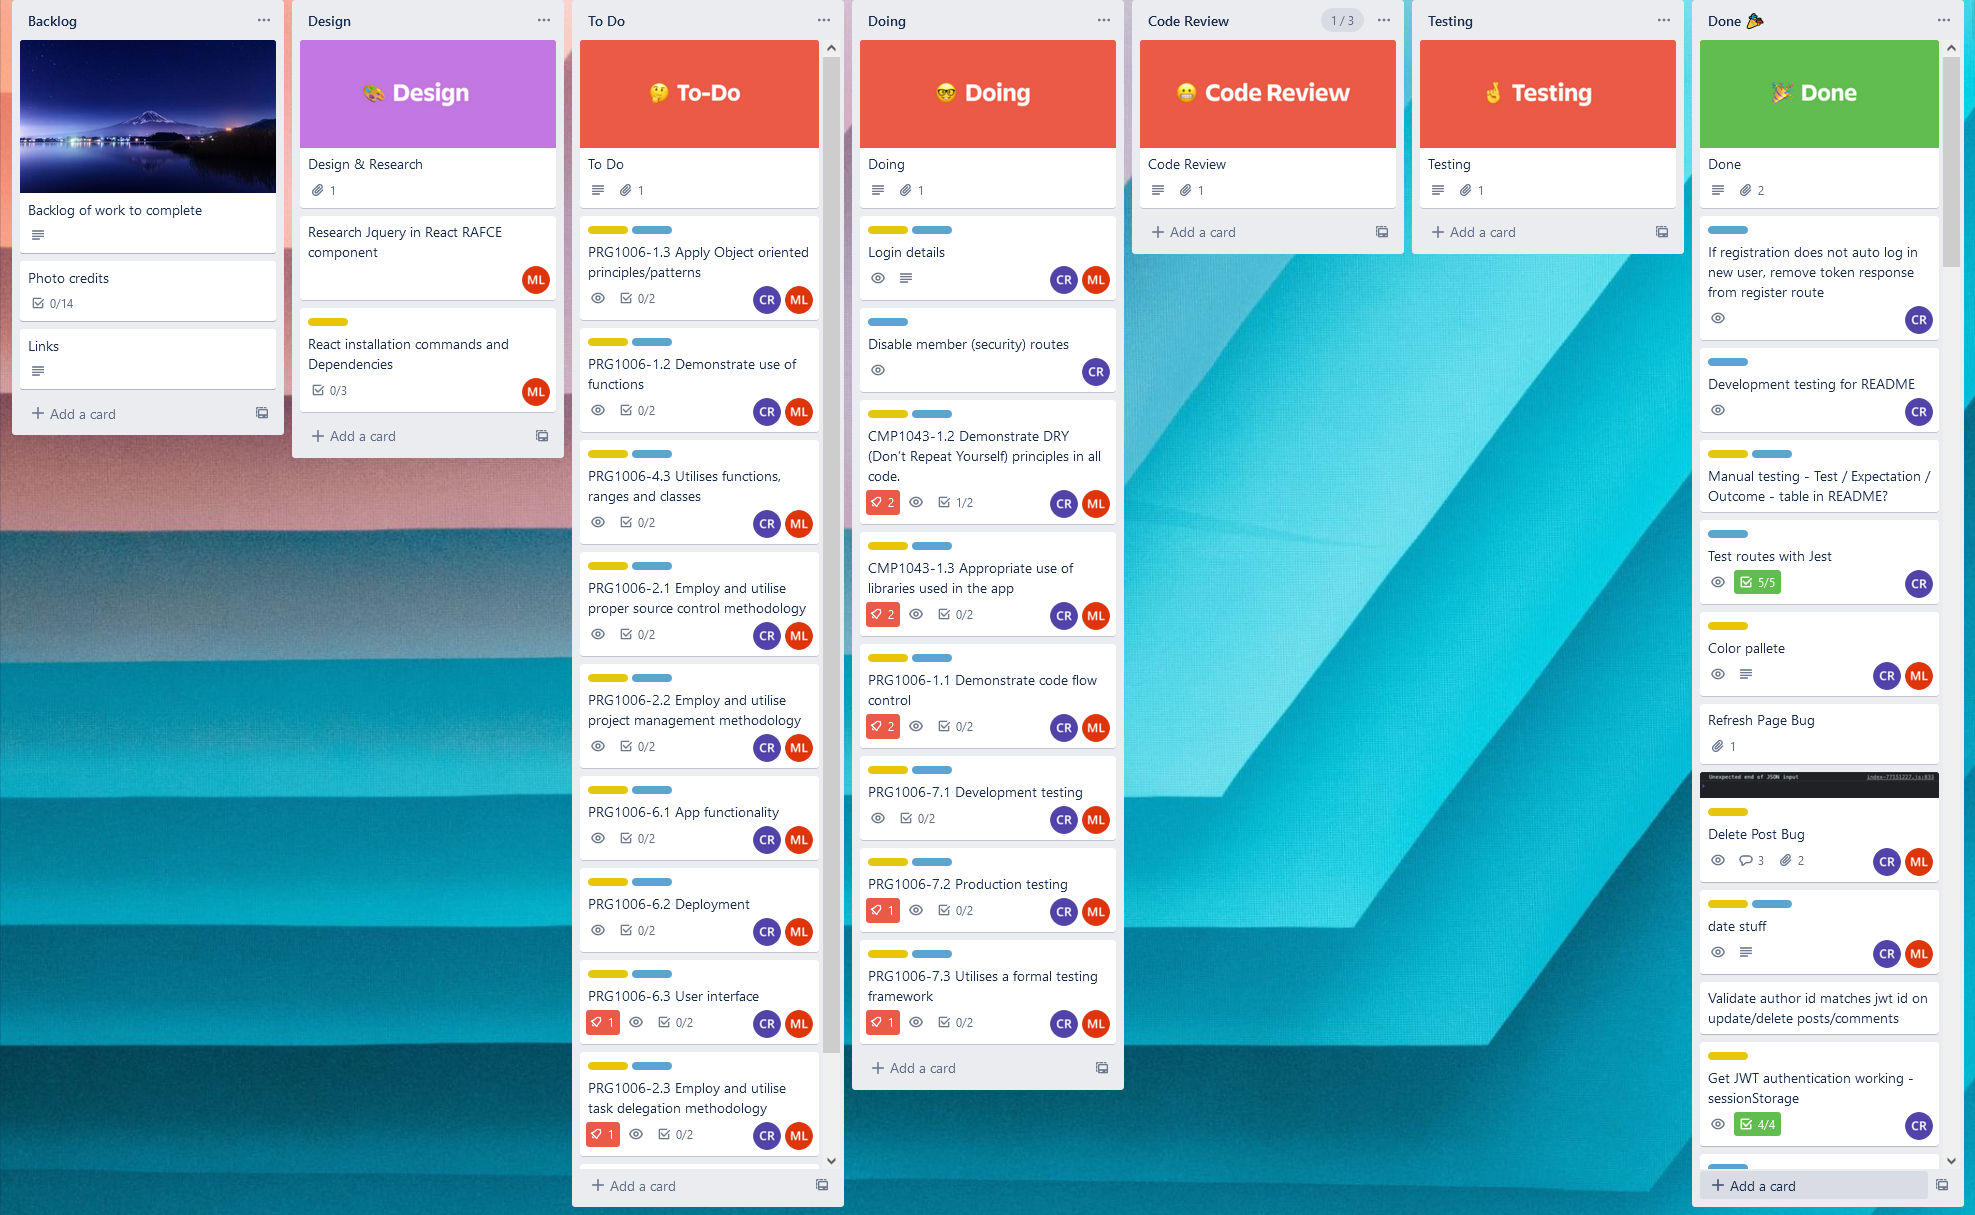 Backlog
Backlog of work to complete
Photo credits
0/14
Links
+ Add a card
Design
🎨 Design
Design & Research
1
Research Jquery in React RAFCE
component
ML
React installation commands and
Dependencies
0/3
ML
+ Add a card
To Do
🤔 To-Do
To Do
1
PRG1006-1.3 Apply Object oriented
principles/patterns
0/2
CR ML
PRG1006-1.2 Demonstrate use of
functions
0/2
CR ML
PRG1006-4.3 Utilises functions,
ranges and classes
0/2
CR ML
PRG1006-2.1 Employ and utilise
proper source control methodology
0/2
CR ML
PRG1006-2.2 Employ and utilise
project management methodology
0/2
CR ML
PRG1006-6.1 App functionality
0/2
CR ML
PRG1006-6.2 Deployment
0/2
CR ML
PRG1006-6.3 User interface
1
0/2
CR ML
PRG1006-2.3 Employ and utilise
task delegation methodology
1
0/2
CR ML
+ Add a card
Doing
🤓 Doing
Doing
1
Login details
CR ML
Disable member (security) routes
CR
CMP1043-1.2 Demonstrate DRY
(Don't Repeat Yourself) principles in all
code.
2
1/2
CR ML
CMP1043-1.3 Appropriate use of
libraries used in the app
2
0/2
CR ML
PRG1006-1.1 Demonstrate code flow
control
2
0/2
CR ML
PRG1006-7.1 Development testing
0/2
CR ML
PRG1006-7.2 Production testing
1
0/2
CR ML
PRG1006-7.3 Utilises a formal testing
framework
1
0/2
CR ML
+ Add a card
Code Review
1 / 3
😬 Code Review
Code Review
1
+ Add a card
Testing
🤞 Testing
Testing
1
+ Add a card
Done 🎉
🎉 Done
Done
2
If registration does not auto log in
new user, remove token response
from register route
CR
Development testing for README
CR
Manual testing - Test / Expectation /
Outcome - table in README?
Test routes with Jest
5/5
CR
Color pallete
CR ML
Refresh Page Bug
1
Unexpected end of JSON input
index-77151227.js:833
Delete Post Bug
3
2
CR ML
date stuff
CR ML
Validate author id matches jwt id on
update/delete posts/comments
Get JWT authentication working -
sessionStorage
4/4
CR
+ Add a card